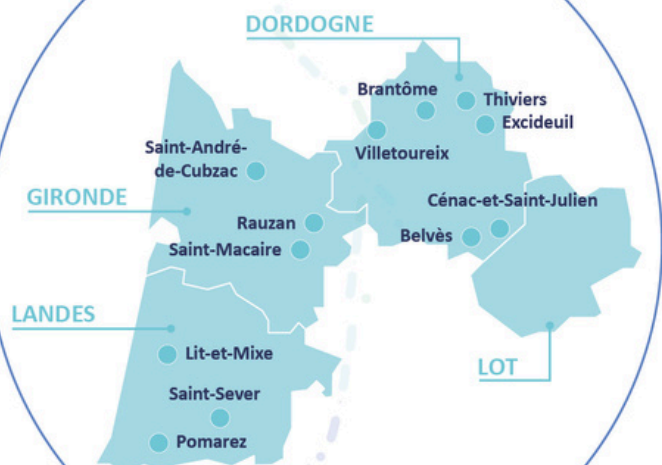 DORDOGNE
Brantôme
Thiviers
Excideuil
Villetoureix
Saint-André-
de-Cubzac
GIRONDE
Cénac-et-Saint-Julien
Rauzan
Belvès
Saint-Macaire
LANDES
Lit-et-Mixe
LOT
Saint-Sever
Pomarez